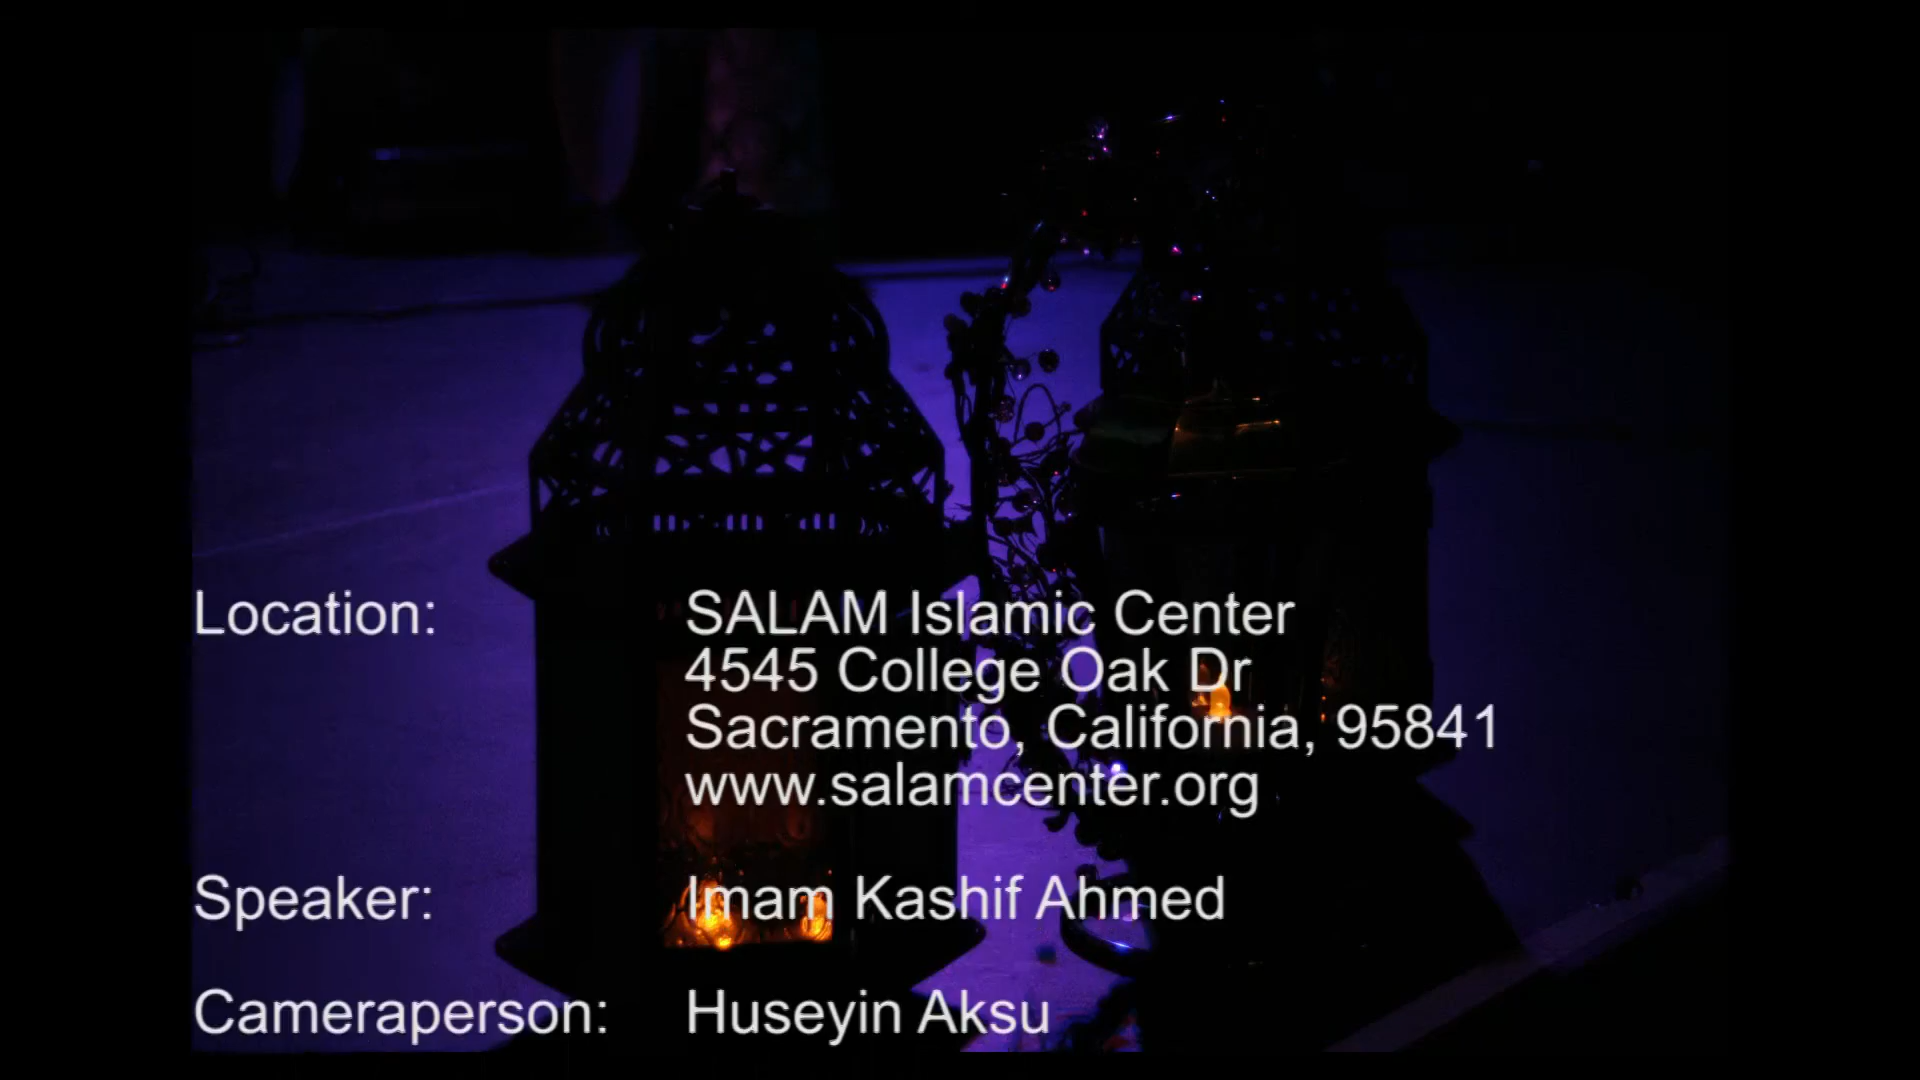 Location: SALAM Islamic Center
4545 College Oak Dr
Sacramento, California, 95841
www.salamcenter.org
Speaker: Imam Kashif Ahmed
Cameraperson: Huseyin Aksu